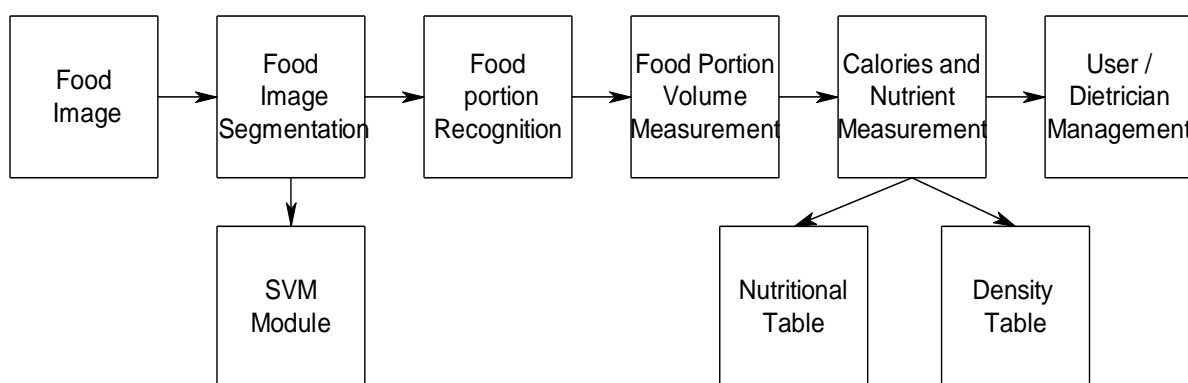 Food
Image
Food
Image
Segmentation
Food
portion
Recognition
Food Portion
Volume
Measurement
Calories and
Nutrient
Measurement
User /
Dietrician
Management
SVM
Module
Nutritional
Table
Density
Table